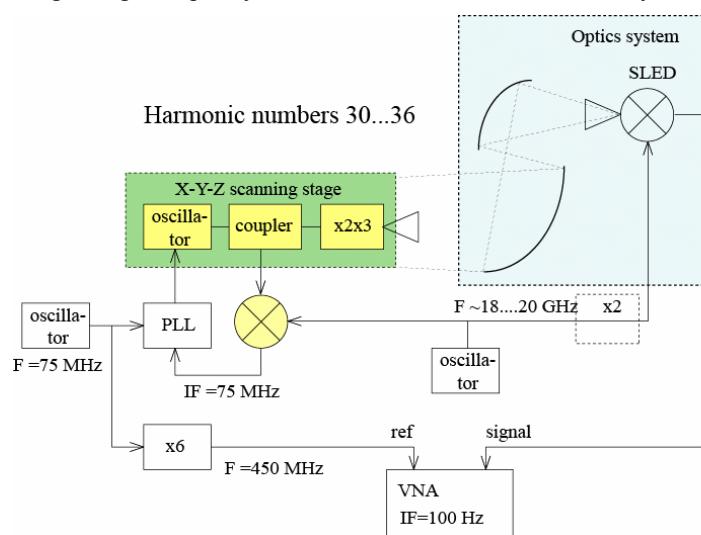 Optics system
SLED
Harmonic numbers 30...36
X-Y-Z scanning stage
oscilla-
tor
coupler
x2x3
F ~18....20 GHz
x2
oscilla-
tor
PLL
F =75 MHz
IF =75 MHz
oscilla-
tor
x6
ref
signal
F =450 MHz
VNA
IF=100 Hz